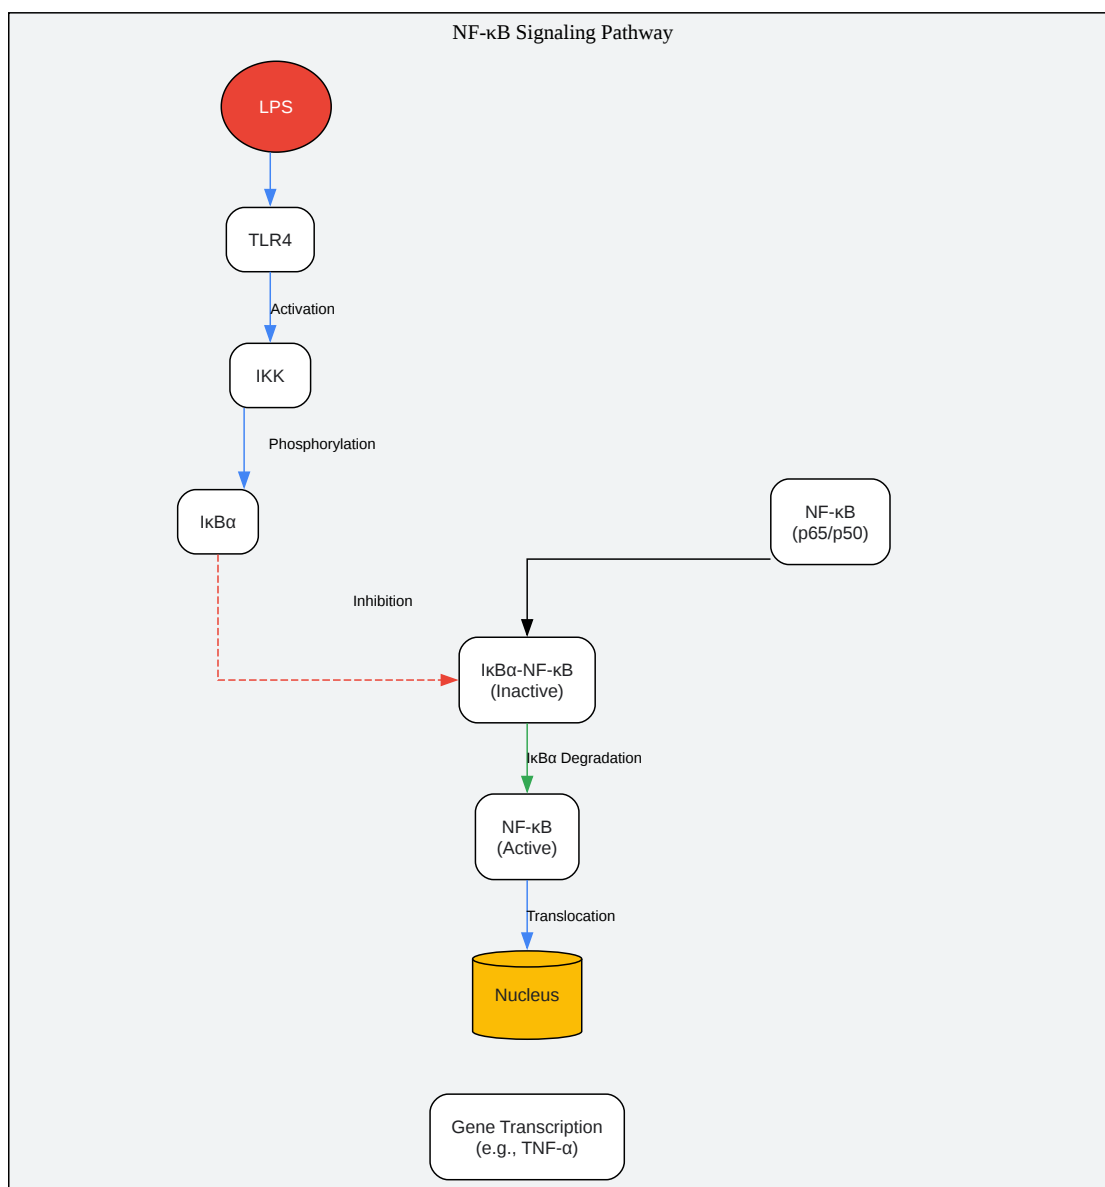 NF-κB Signaling Pathway
LPS
TLR4
Activation
IKK
Phosphorylation
IκBα
NF-κB
(p65/p50)
Inhibition
IκBα-NF-κB
(Inactive)
IκBα Degradation
NF-κB
(Active)
Translocation
Nucleus
Gene Transcription
(e.g., TNF-α)